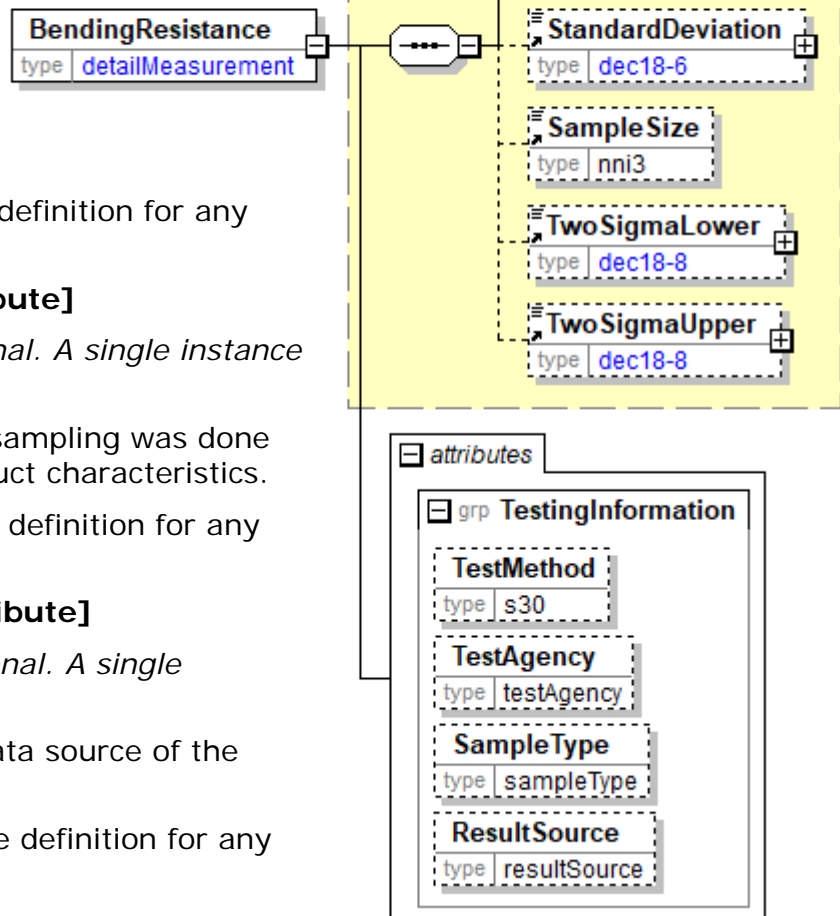 BendingResistance
type detailMeasurement
StandardDeviation
type dec18-6
SampleSize
type nni3
TwoSigmaLower
type dec18-8
TwoSigmaUpper
type dec18-8
definition for any
bute]
nal. A single instance
sampling was done
uct characteristics.
definition for any
ibute]
onal. A single
ata source of the
e definition for any
attributes
grp TestingInformation
TestMethod
type s30
TestAgency
type testAgency
SampleType
type sampleType
ResultSource
type resultSource